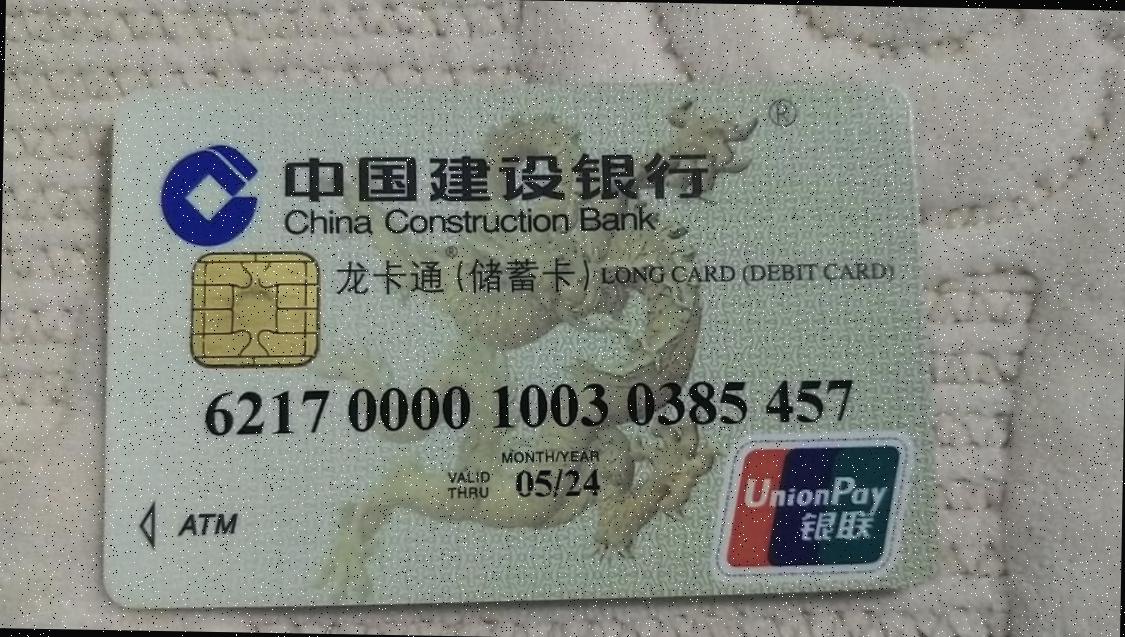 ®
中国建设银行
China Construction Bank
龙卡通®(储蓄卡) LONG CARD (DEBIT CARD)
6217 0000 1003 0385 457
MONTH/YEAR
VALID THRU 05/24
ATM
UnionPay
银联